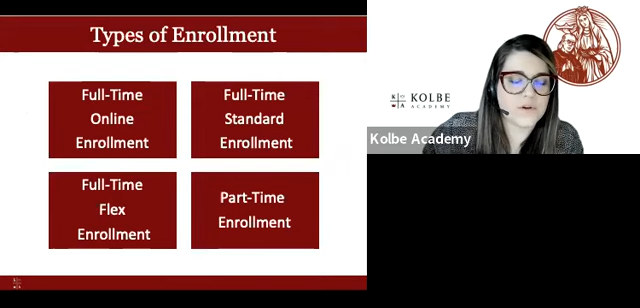 Types of Enrollment
Full-Time
Online
Enrollment
Full-Time
Standard
Enrollment
Full-Time
Flex
Enrollment
Part-Time
Enrollment
KOLBE
ACADEMY
Kolbe Academy